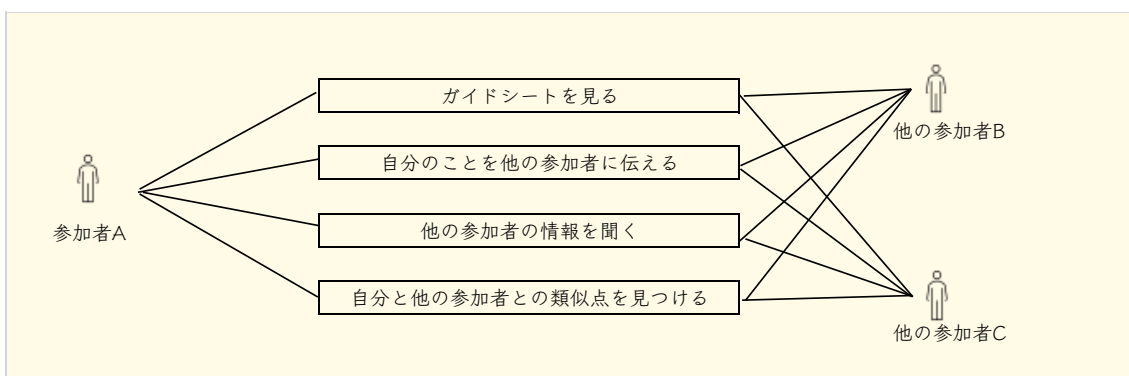 ガイドシートを見る
他の参加者B
自分のことを他の参加者に伝える
参加者A
他の参加者の情報を聞く
自分と他の参加者との類似点を見つける
他の参加者C